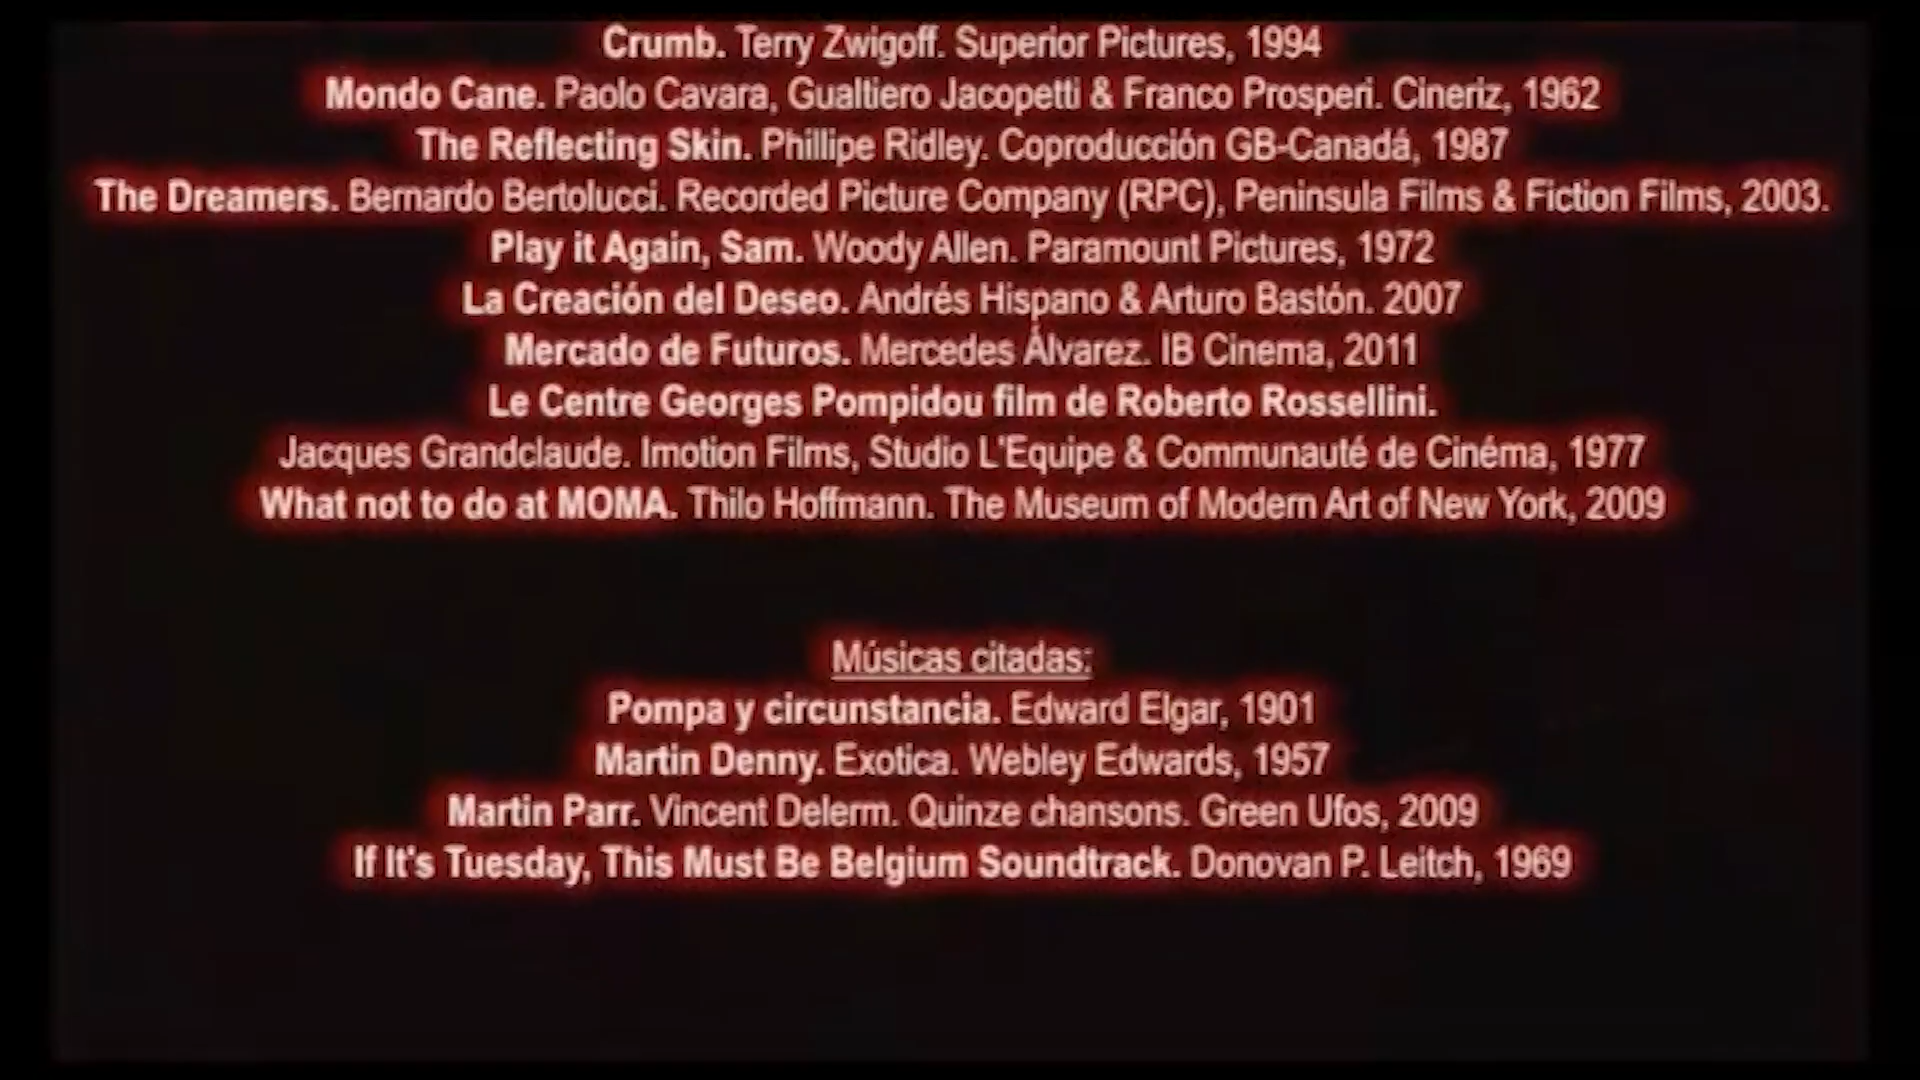 Crumb. Terry Zwigoff. Superior Pictures, 1994
Mondo Cane. Paolo Cavara, Gualtiero Jacopetti & Franco Prosperi. Cineriz, 1962
The Reflecting Skin. Phillipe Ridley. Coproducción GB-Canadá, 1987
The Dreamers. Bernardo Bertolucci. Recorded Picture Company (RPC), Peninsula Films & Fiction Films, 2003.
Play it Again, Sam. Woody Allen. Paramount Pictures, 1972
La Creación del Deseo. Andrés Hispano & Arturo Bastón. 2007
Mercado de Futuros. Mercedes Álvarez. IB Cinema, 2011
Le Centre Georges Pompidou film de Roberto Rossellini.
Jacques Grandclaude. Imotion Films, Studio L'Equipe & Communauté de Cinéma, 1977
What not to do at MOMA. Thilo Hoffmann. The Museum of Modern Art of New York, 2009
Músicas citadas:
Pompa y circunstancia. Edward Elgar, 1901
Martin Denny. Exotica. Webley Edwards, 1957
Martin Parr. Vincent Delerm. Quinze chansons. Green Ufos, 2009
If It's Tuesday, This Must Be Belgium Soundtrack. Donovan P. Leitch, 1969